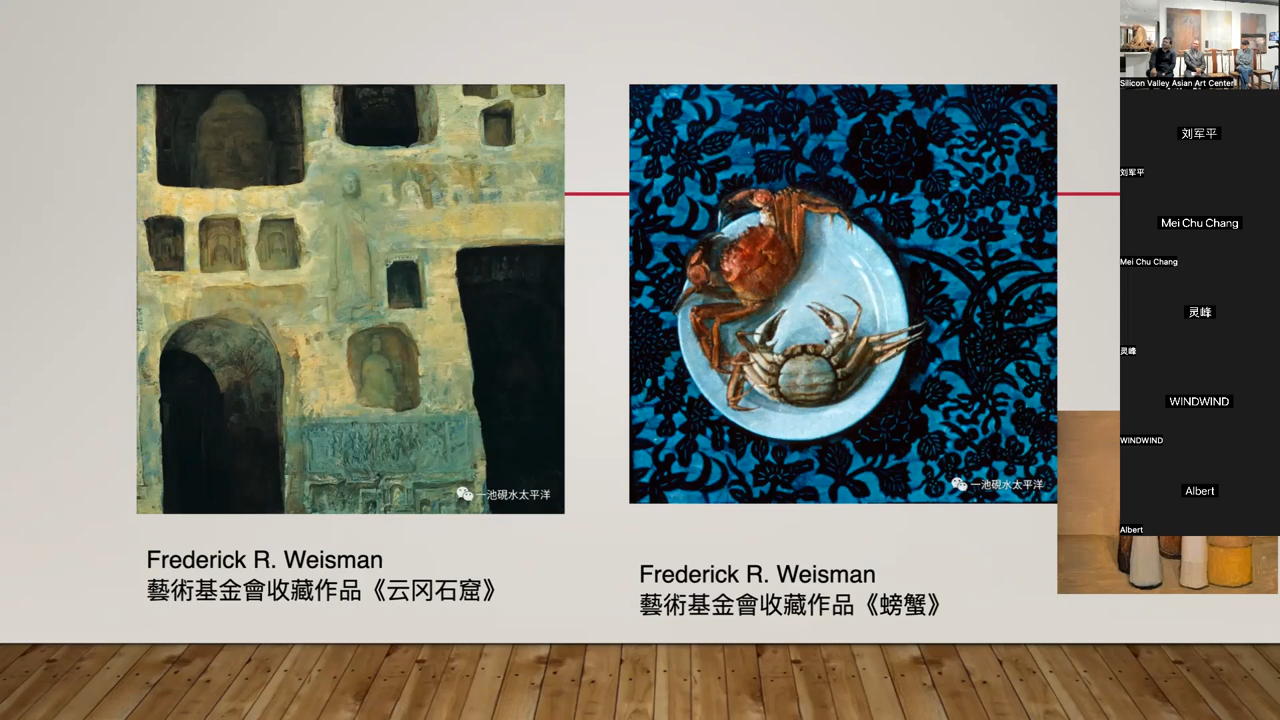 一池硯水太平洋
一池硯水太平洋
Frederick R. Weisman
藝術基金會收藏作品《云冈石窟》
Frederick R. Weisman
藝術基金會收藏作品《螃蟹》
Silicon Valley Asian Art Center
刘军平
刘军平
Mei Chu Chang
Mei Chu Chang
灵峰
灵峰
WINDWIND
WINDWIND
Albert
Albert